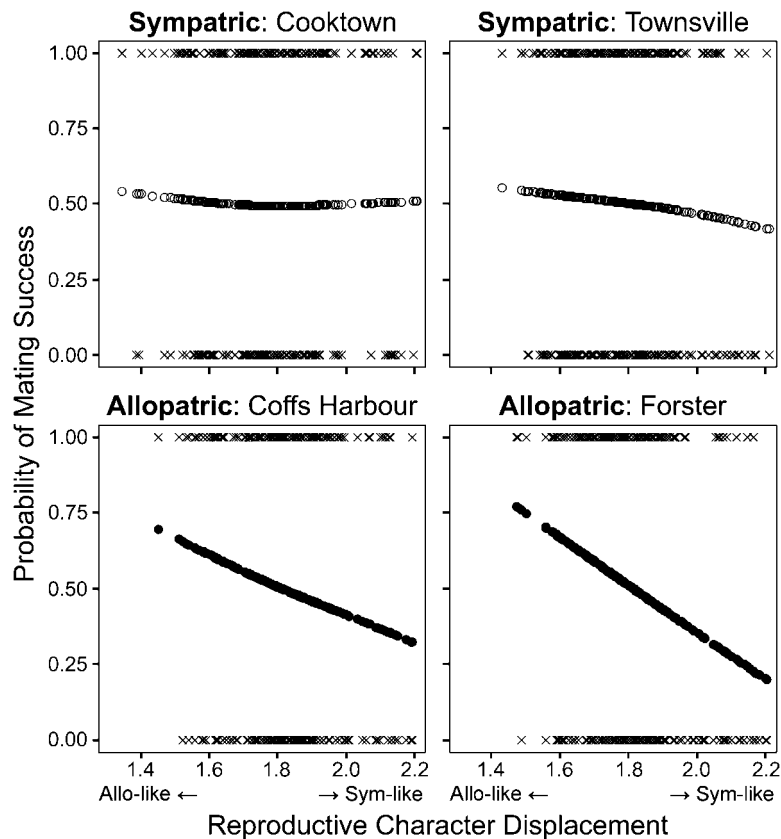 Sympatric: Cooktown
Sympatric: Townsville
Probability of Mating Success
1.00
0.75
0.50
0.25
0.00
Allopatric: Coffs Harbour
Allopatric: Forster
1.00
0.75
0.50
0.25
0.00
1.4 1.6 1.8 2.0 2.2
1.4 1.6 1.8 2.0 2.2
Allo-like ← → Sym-like
Allo-like ← → Sym-like
Reproductive Character Displacement